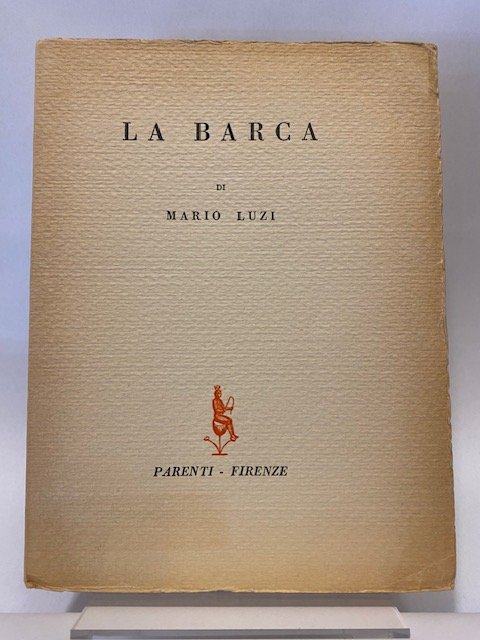 LA BARCA
DI
MARIO LUZI
PARENTI - FIRENZE